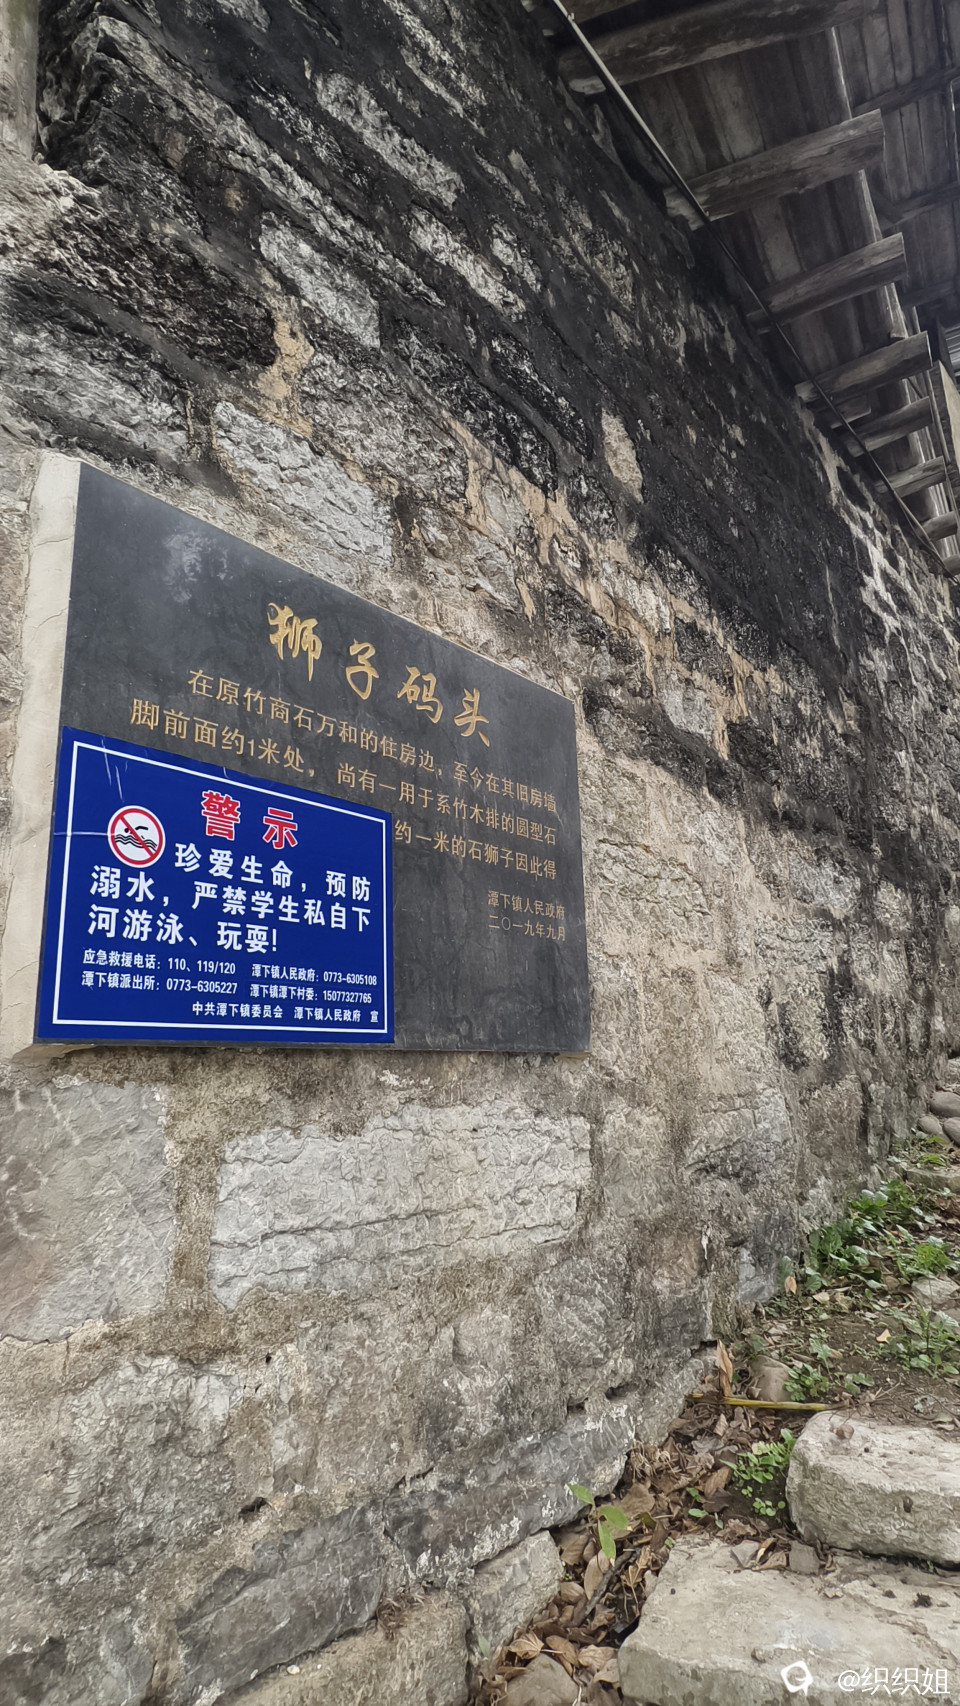 狮子码头
在原竹商石万和的住房边，至今在其旧房墙
脚前面约1米处，尚有一用于系竹木排的圆型石
约一米的石狮子因此得
潭下镇人民政府
二〇一九年九月
警示
珍爱生命，预防
溺水，严禁学生私自下
河游泳、玩耍！
应急救援电话：110、119/120 潭下镇人民政府：0773-6305108
潭下镇派出所：0773-6305227 潭下镇潭下村委：15077327765
中共潭下镇委员会 潭下镇人民政府 宣
@织织姐